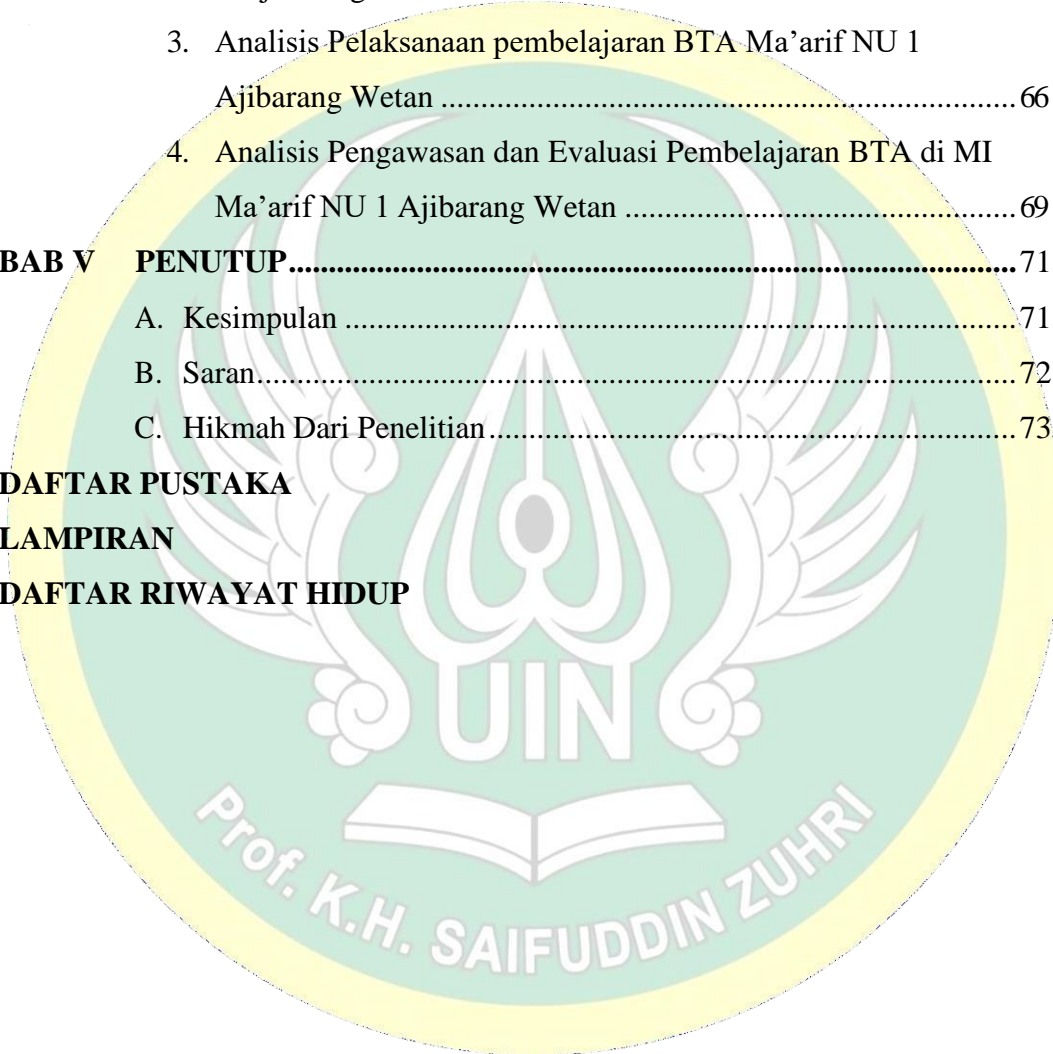 3. Analisis Pelaksanaan pembelajaran BTA Ma’arif NU 1
Ajibarang Wetan ........................................................................ 66
4. Analisis Pengawasan dan Evaluasi Pembelajaran BTA di MI
Ma’arif NU 1 Ajibarang Wetan ................................................. 69
BAB V PENUTUP........................................................................................... 71
A. Kesimpulan .................................................................................... 71
B. Saran............................................................................................... 72
C. Hikmah Dari Penelitian.................................................................. 73
DAFTAR PUSTAKA
LAMPIRAN
DAFTAR RIWAYAT HIDUP
UIN
Prof. K.H. SAIFUDDIN ZUHRI